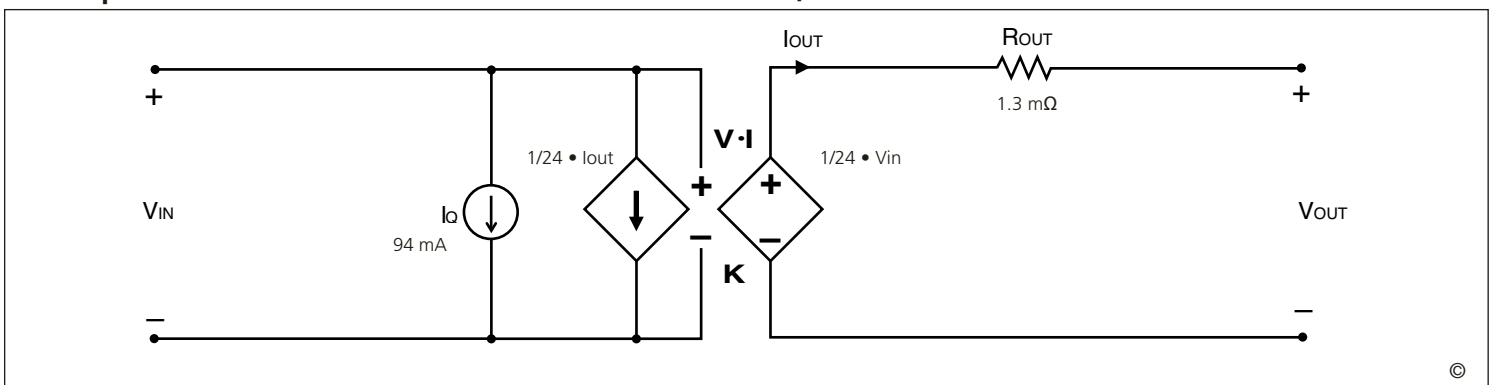 IOUT
ROUT
+
+
1.3 mΩ
V•I
1/24 • Iout
1/24 • Vin
+
+
VIN
IQ
VOUT
94 mA
–
–
K
–
–
©